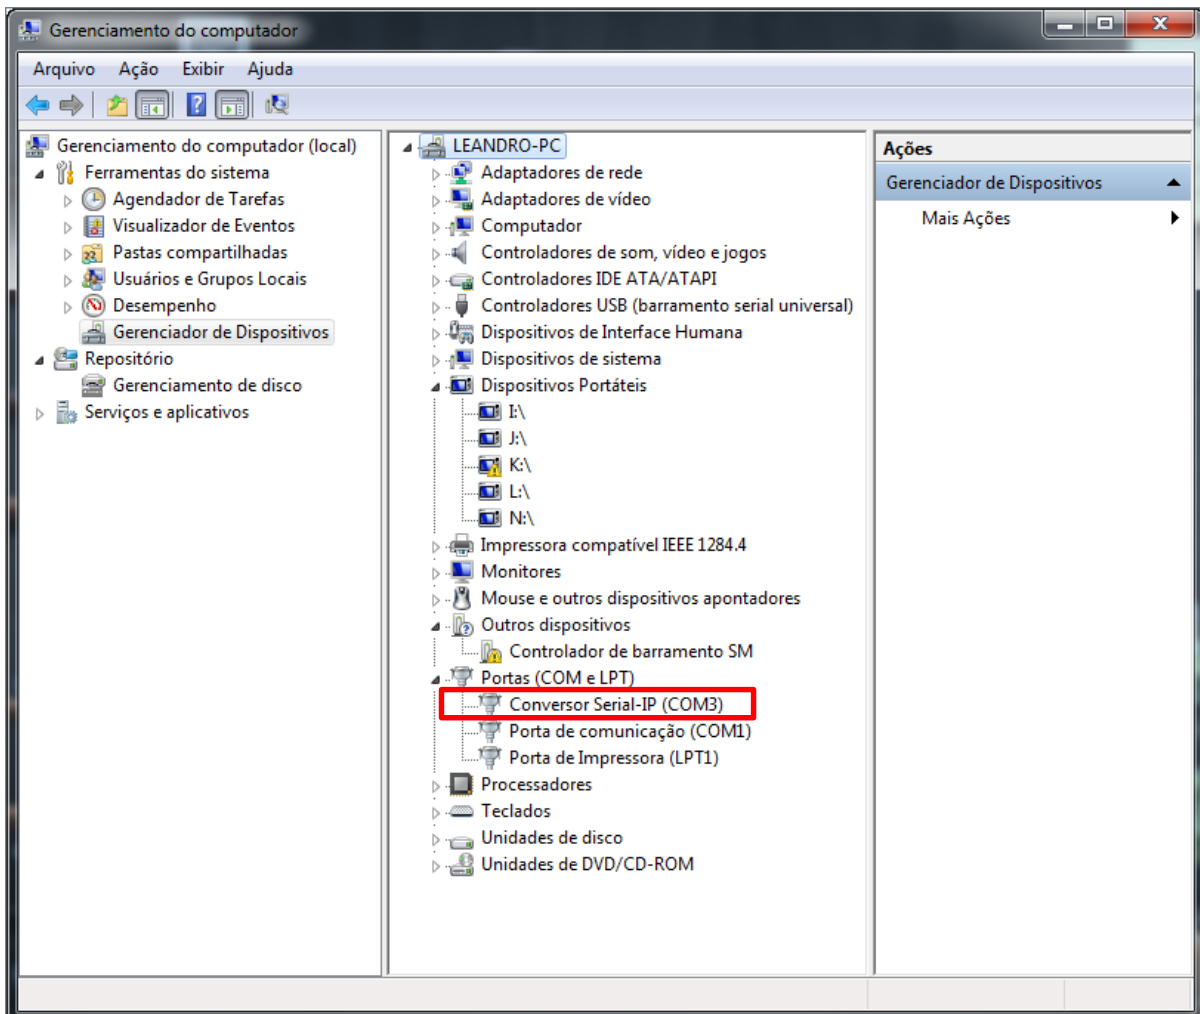 Gerenciamento do computador
Arquivo Ação Exibir Ajuda
Gerenciamento do computador (local)
Ferramentas do sistema
Agendador de Tarefas
Visualizador de Eventos
Pastas compartilhadas
Usuários e Grupos Locais
Desempenho
Gerenciador de Dispositivos
Repositório
Gerenciamento de disco
Serviços e aplicativos
LEANDRO-PC
Adaptadores de rede
Adaptadores de vídeo
Computador
Controladores de som, vídeo e jogos
Controladores IDE ATA/ATAPI
Controladores USB (barramento serial universal)
Dispositivos de Interface Humana
Dispositivos de sistema
Dispositivos Portáteis
I:\
J:\
K:\
L:\
N:\
Impressora compatível IEEE 1284.4
Monitores
Mouse e outros dispositivos apontadores
Outros dispositivos
Controlador de barramento SM
Portas (COM e LPT)
Conversor Serial-IP (COM3)
Porta de comunicação (COM1)
Porta de Impressora (LPT1)
Processadores
Teclados
Unidades de disco
Unidades de DVD/CD-ROM
Ações
Gerenciador de Dispositivos
Mais Ações